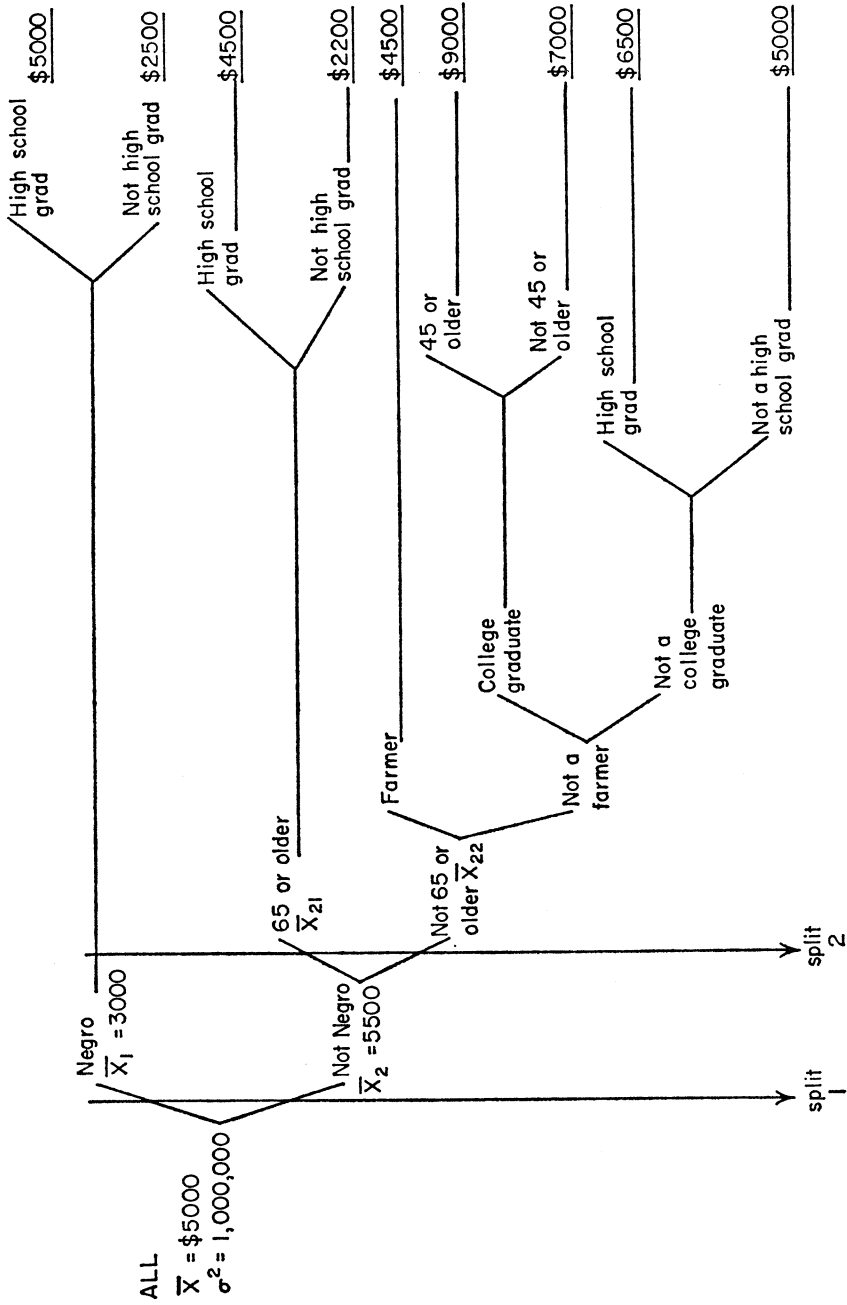 ALL
X̄ = $5000
σ² = 1,000,000
Negro
X̄₁ = 3000
Not Negro
X̄₂ = 5500
split
1
65 or older
X̄₂₁
Not 65 or
older X̄₂₂
split
2
Farmer
Not a
farmer
College
graduate
Not a
college
graduate
High school
grad
Not high
school grad
High school
grad
Not high
school grad
45 or
older
Not 45 or
older
High school
grad
Not a high
school grad
$5000
$2500
$4500
$2200
$4500
$9000
$7000
$6500
$5000